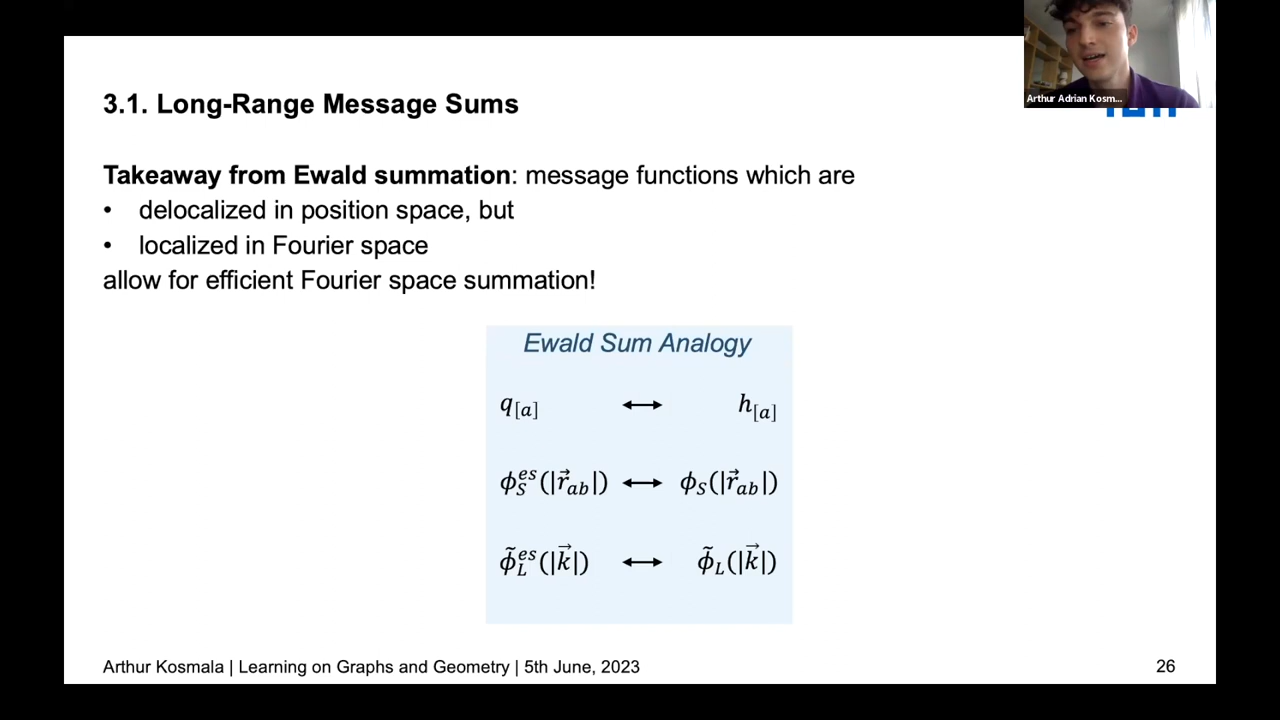 Arthur Adrian Kosm...
3.1. Long-Range Message Sums
Takeaway from Ewald summation: message functions which are
• delocalized in position space, but
• localized in Fourier space
allow for efficient Fourier space summation!
Ewald Sum Analogy
q_[a] ↔ h_[a]
ϕ_S^es(|r⃗_ab|) ↔ ϕ_S(|r⃗_ab|)
ϕ̃_L^es(|k⃗|) ↔ ϕ̃_L(|k⃗|)
Arthur Kosmala | Learning on Graphs and Geometry | 5th June, 2023
26